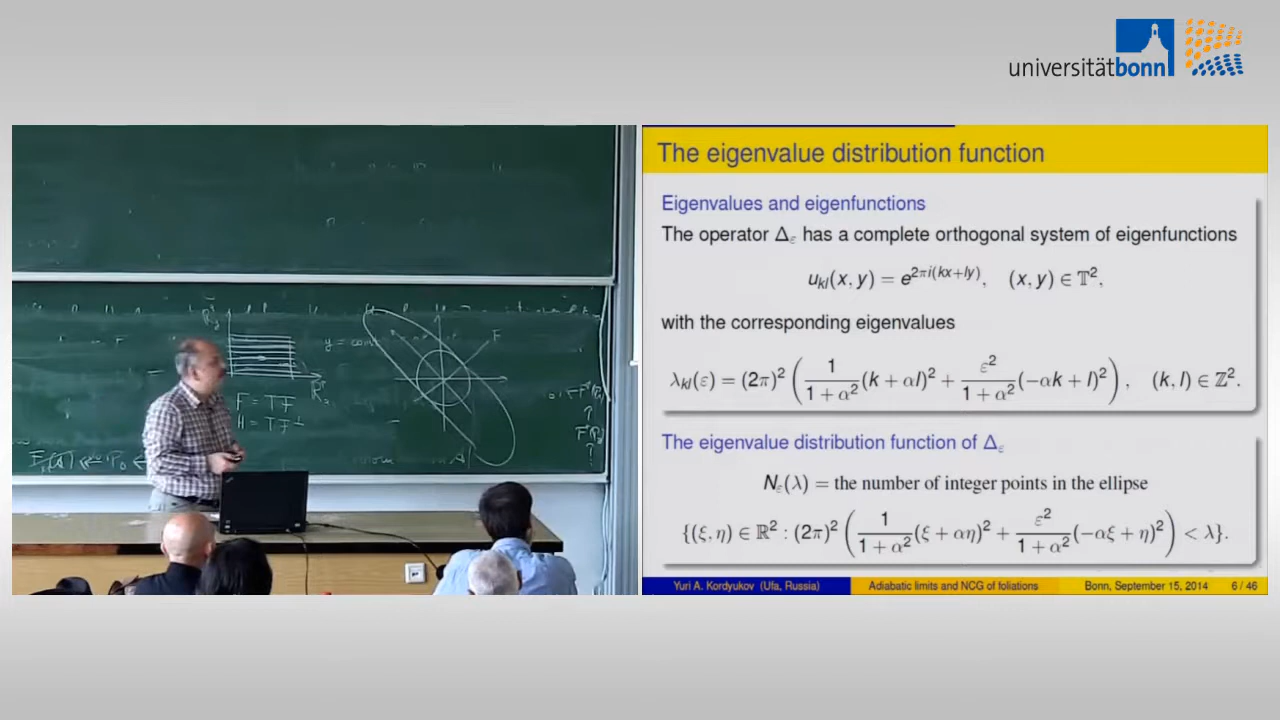 universitätbonn
y = con
F
F = TF
H = TF⊥
The eigenvalue distribution function
Eigenvalues and eigenfunctions
The operator Δ_ε has a complete orthogonal system of eigenfunctions
u_kl(x, y) = e^{2πi(kx+ly)}, (x, y) ∈ 𝕋²,
with the corresponding eigenvalues
λ_kl(ε) = (2π)² ( 1/(1 + α²) (k + αl)² + ε²/(1 + α²) (-αk + l)² ), (k, l) ∈ ℤ².
The eigenvalue distribution function of Δ_ε
N_ε(λ) = the number of integer points in the ellipse
{(ξ, η) ∈ ℝ² : (2π)² ( 1/(1 + α²) (ξ + αη)² + ε²/(1 + α²) (-αξ + η)² ) < λ}.
Yuri A. Kordyukov (Ufa, Russia) Adiabatic limits and NCG of foliations Bonn, September 15, 2014 6 / 46